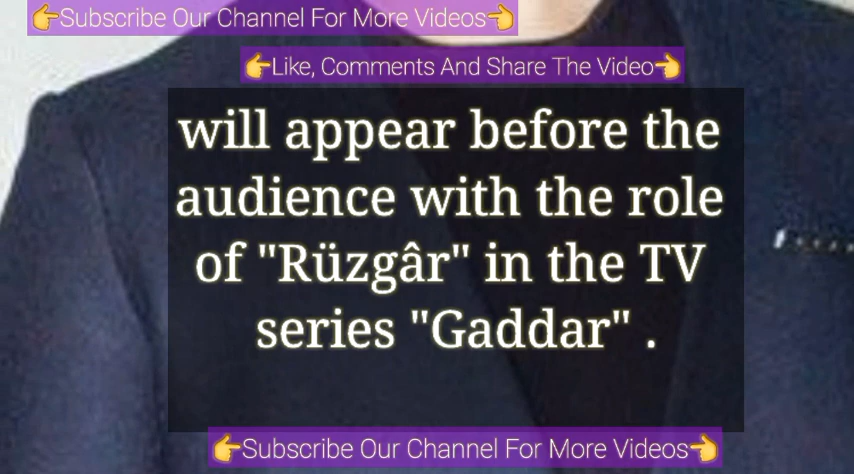 👉Subscribe Our Channel For More Videos👈
👉Like, Comments And Share The Video👈
will appear before the
audience with the role
of "Rüzgâr" in the TV
series "Gaddar" .
👉Subscribe Our Channel For More Videos👈